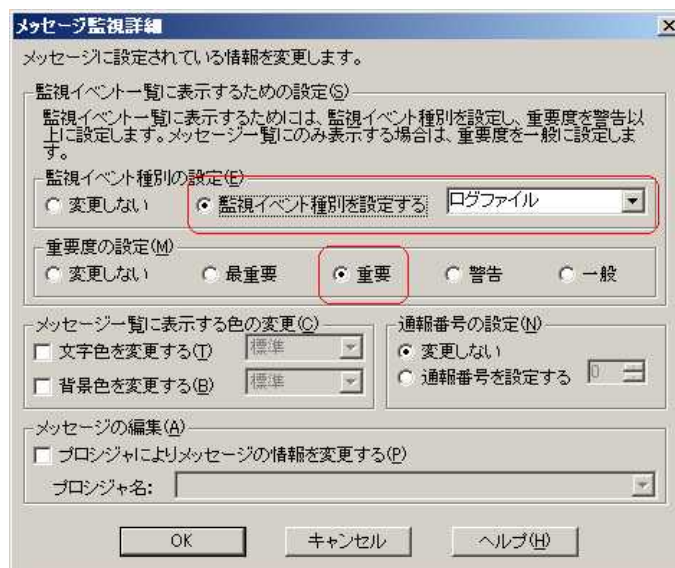 メッセージ監視詳細
メッセージに設定されている情報を変更します。
監視イベント一覧に表示するための設定(S)
監視イベント一覧に表示するためには、監視イベント種別を設定し、重要度を警告以
上に設定します。メッセージ一覧にのみ表示する場合は、重要度を一般に設定しま
す。
監視イベント種別の設定(E)
変更しない 監視イベント種別を設定する ログファイル
重要度の設定(M)
変更しない 最重要 重要 警告 一般
メッセージ一覧に表示する色の変更(C) 通報番号の設定(N)
文字色を変更する(T) 標準 変更しない
背景色を変更する(B) 標準 通報番号を設定する 0
メッセージの編集(A)
プロシジャによりメッセージの情報を変更する(P)
プロシジャ名:
OK キャンセル ヘルプ(H)